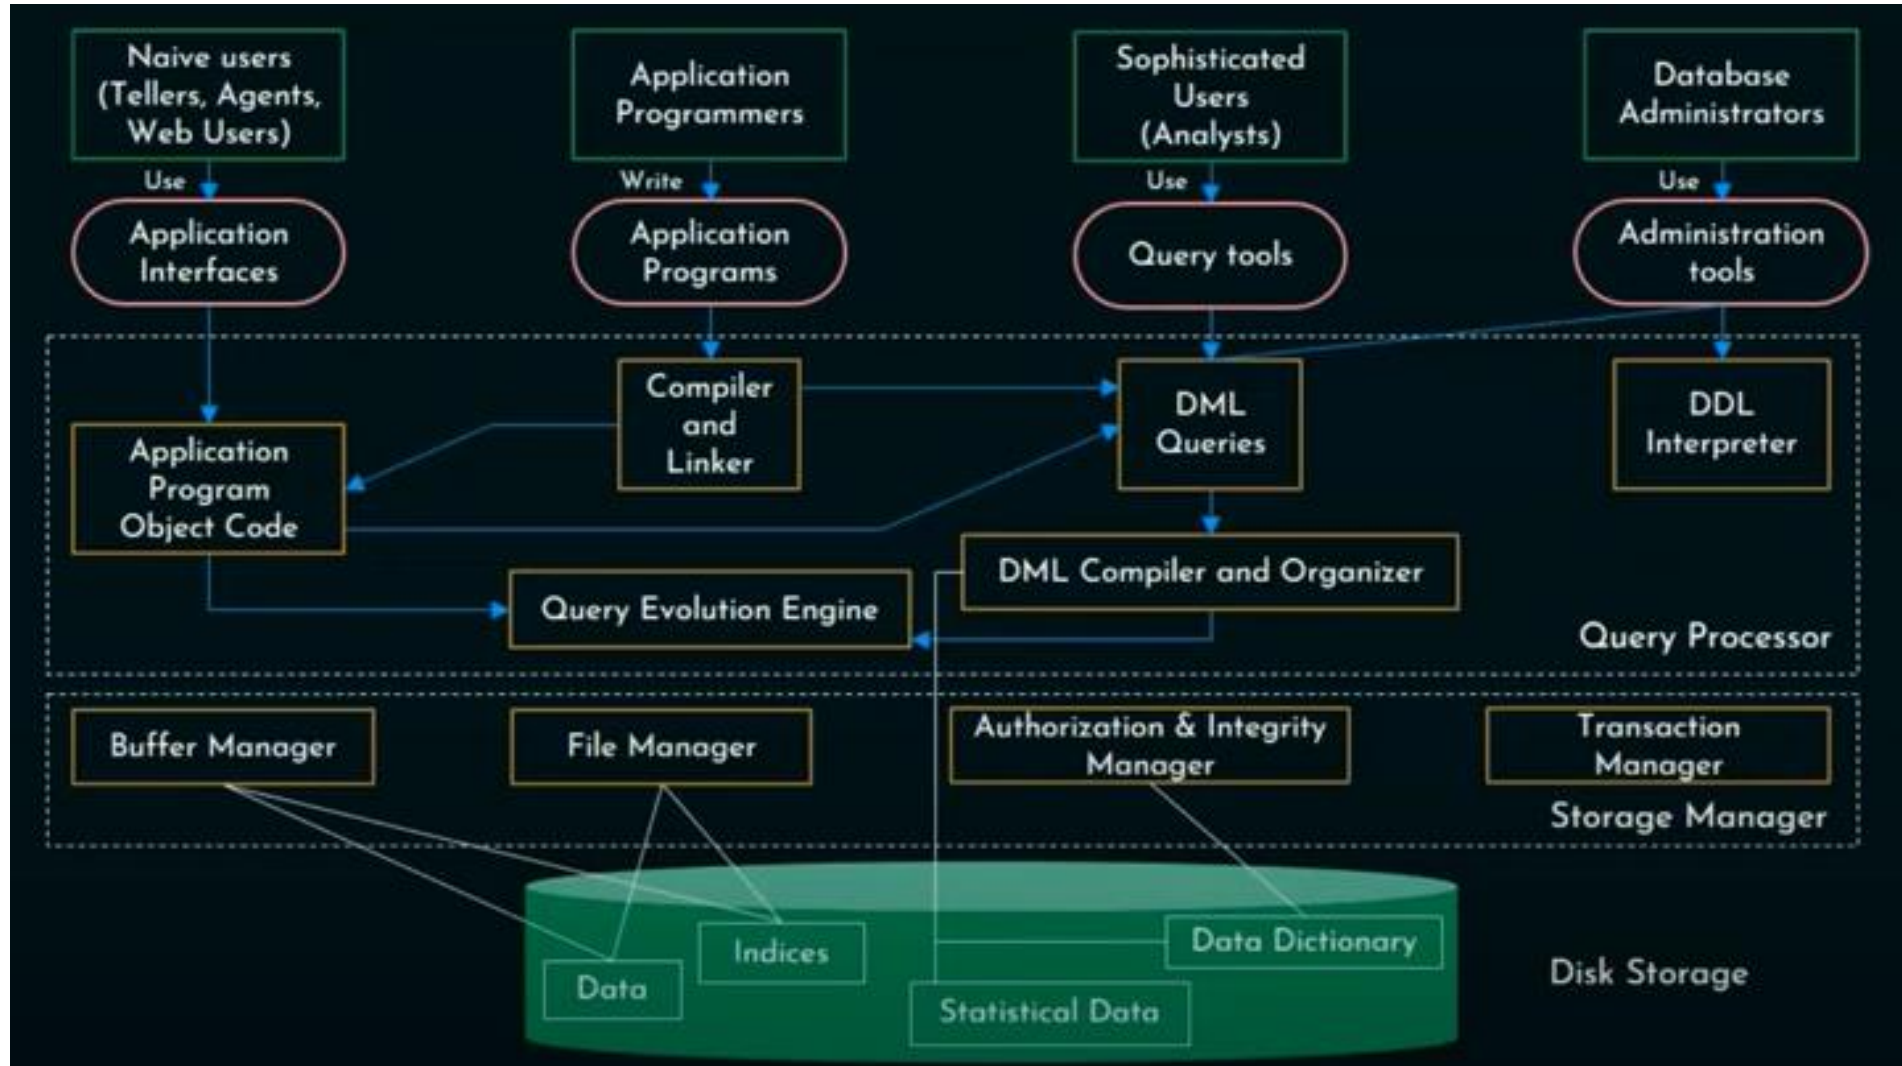 Naive users
(Tellers, Agents,
Web Users)
Application
Programmers
Sophisticated
Users
(Analysts)
Database
Administrators
Use
Write
Use
Use
Application
Interfaces
Application
Programs
Query tools
Administration
tools
Compiler
and
Linker
DML
Queries
DDL
Interpreter
Application
Program
Object Code
DML Compiler and Organizer
Query Evolution Engine
Query Processor
Buffer Manager
File Manager
Authorization & Integrity
Manager
Transaction
Manager
Storage Manager
Indices
Data Dictionary
Data
Statistical Data
Disk Storage